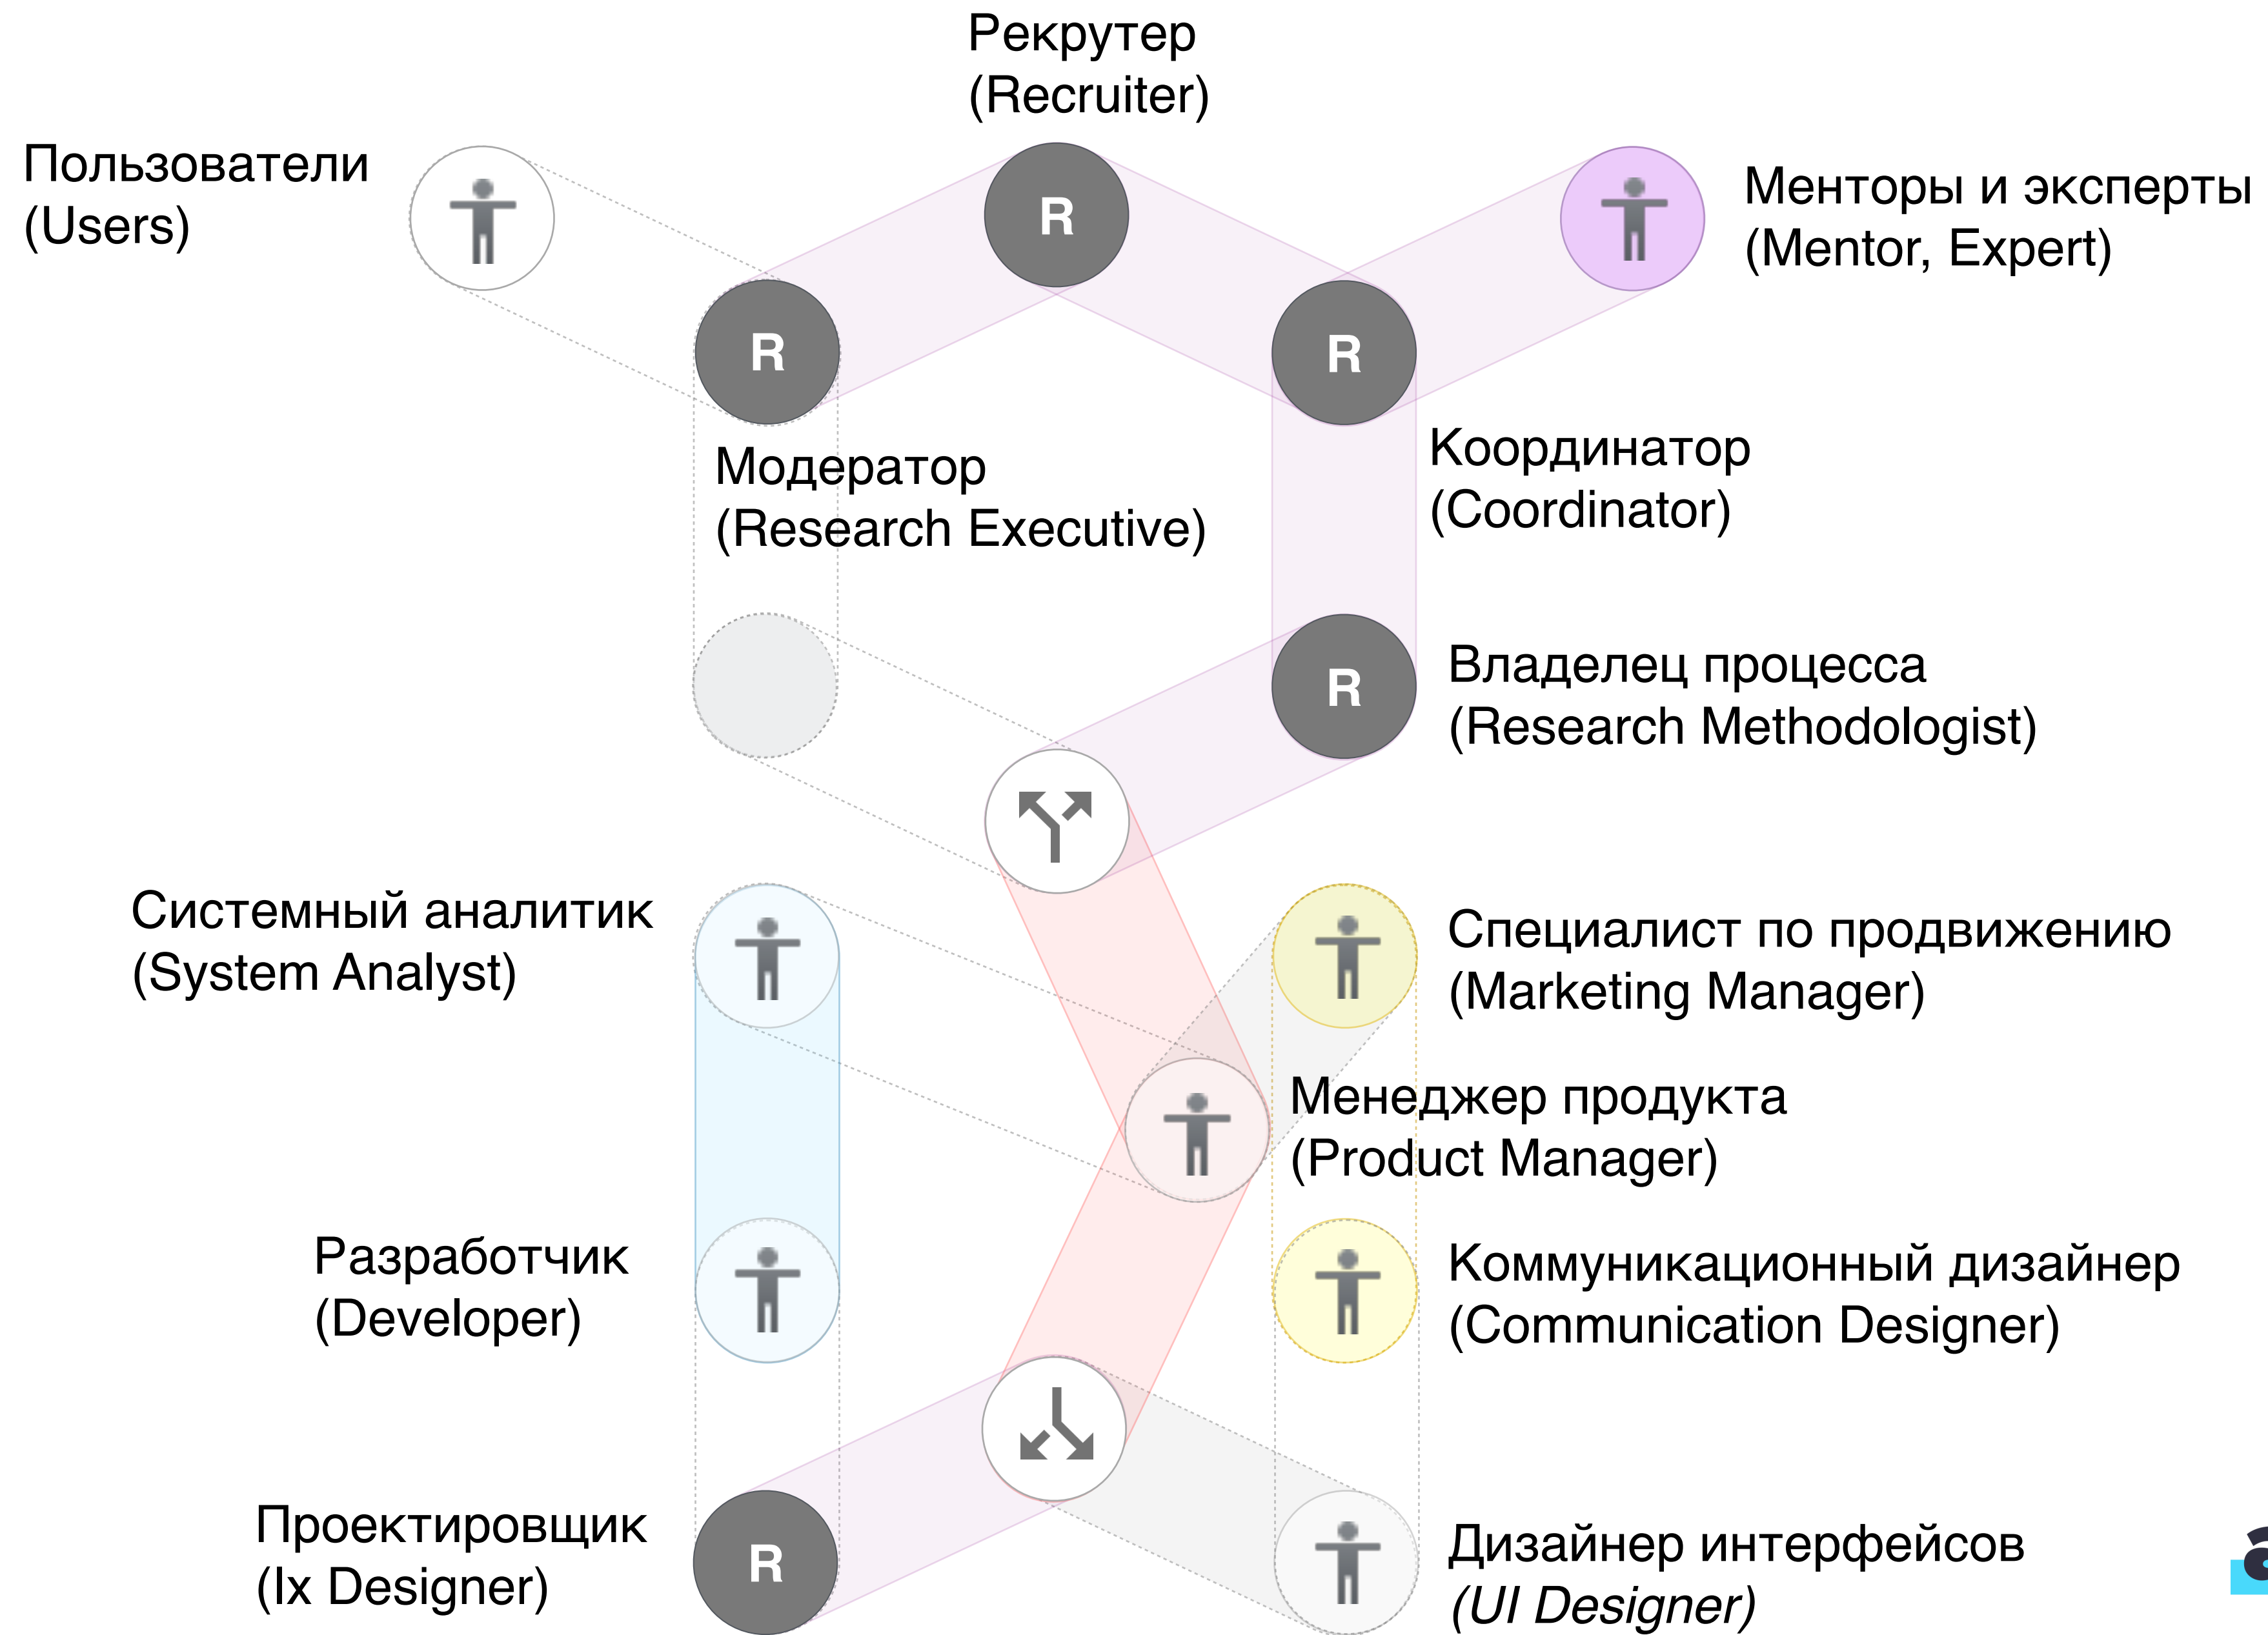 Рекрутер
(Recruiter)
Пользователи
(Users)
R
Менторы и эксперты
(Mentor, Expert)
R
R
Модератор
(Research Executive)
Координатор
(Coordinator)
R
Владелец процесса
(Research Methodologist)
Системный аналитик
(System Analyst)
Специалист по продвижению
(Marketing Manager)
Менеджер продукта
(Product Manager)
Разработчик
(Developer)
Коммуникационный дизайнер
(Communication Designer)
Проектировщик
(Ix Designer)
R
Дизайнер интерфейсов
(UI Designer)